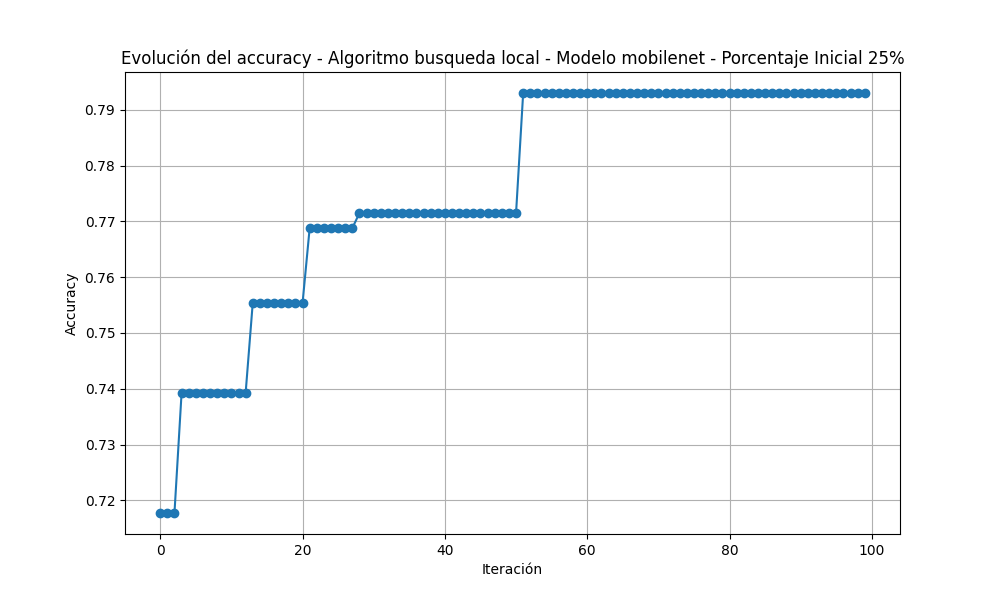 Evolución del accuracy - Algoritmo busqueda local - Modelo mobilenet - Porcentaje Inicial 25%
0.79
0.78
0.77
0.76
0.75
0.74
0.73
0.72
Accuracy
0 20 40 60 80 100
Iteración